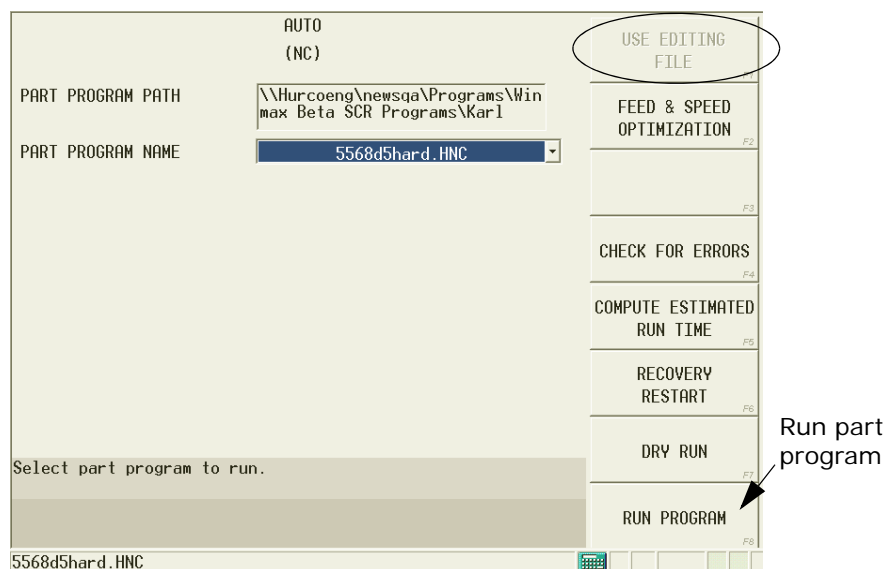 AUTO
(NC)
PART PROGRAM PATH
\\Hurcoeng\newsqa\Programs\Win
max Beta SCR Programs\Karl
PART PROGRAM NAME
5568d5hard.HNC
USE EDITING
FILE
F1
FEED & SPEED
OPTIMIZATION
F2
F3
CHECK FOR ERRORS
F4
COMPUTE ESTIMATED
RUN TIME
F5
RECOVERY
RESTART
F6
DRY RUN
F7
RUN PROGRAM
F8
Run part
program
Select part program to run.
5568d5hard.HNC